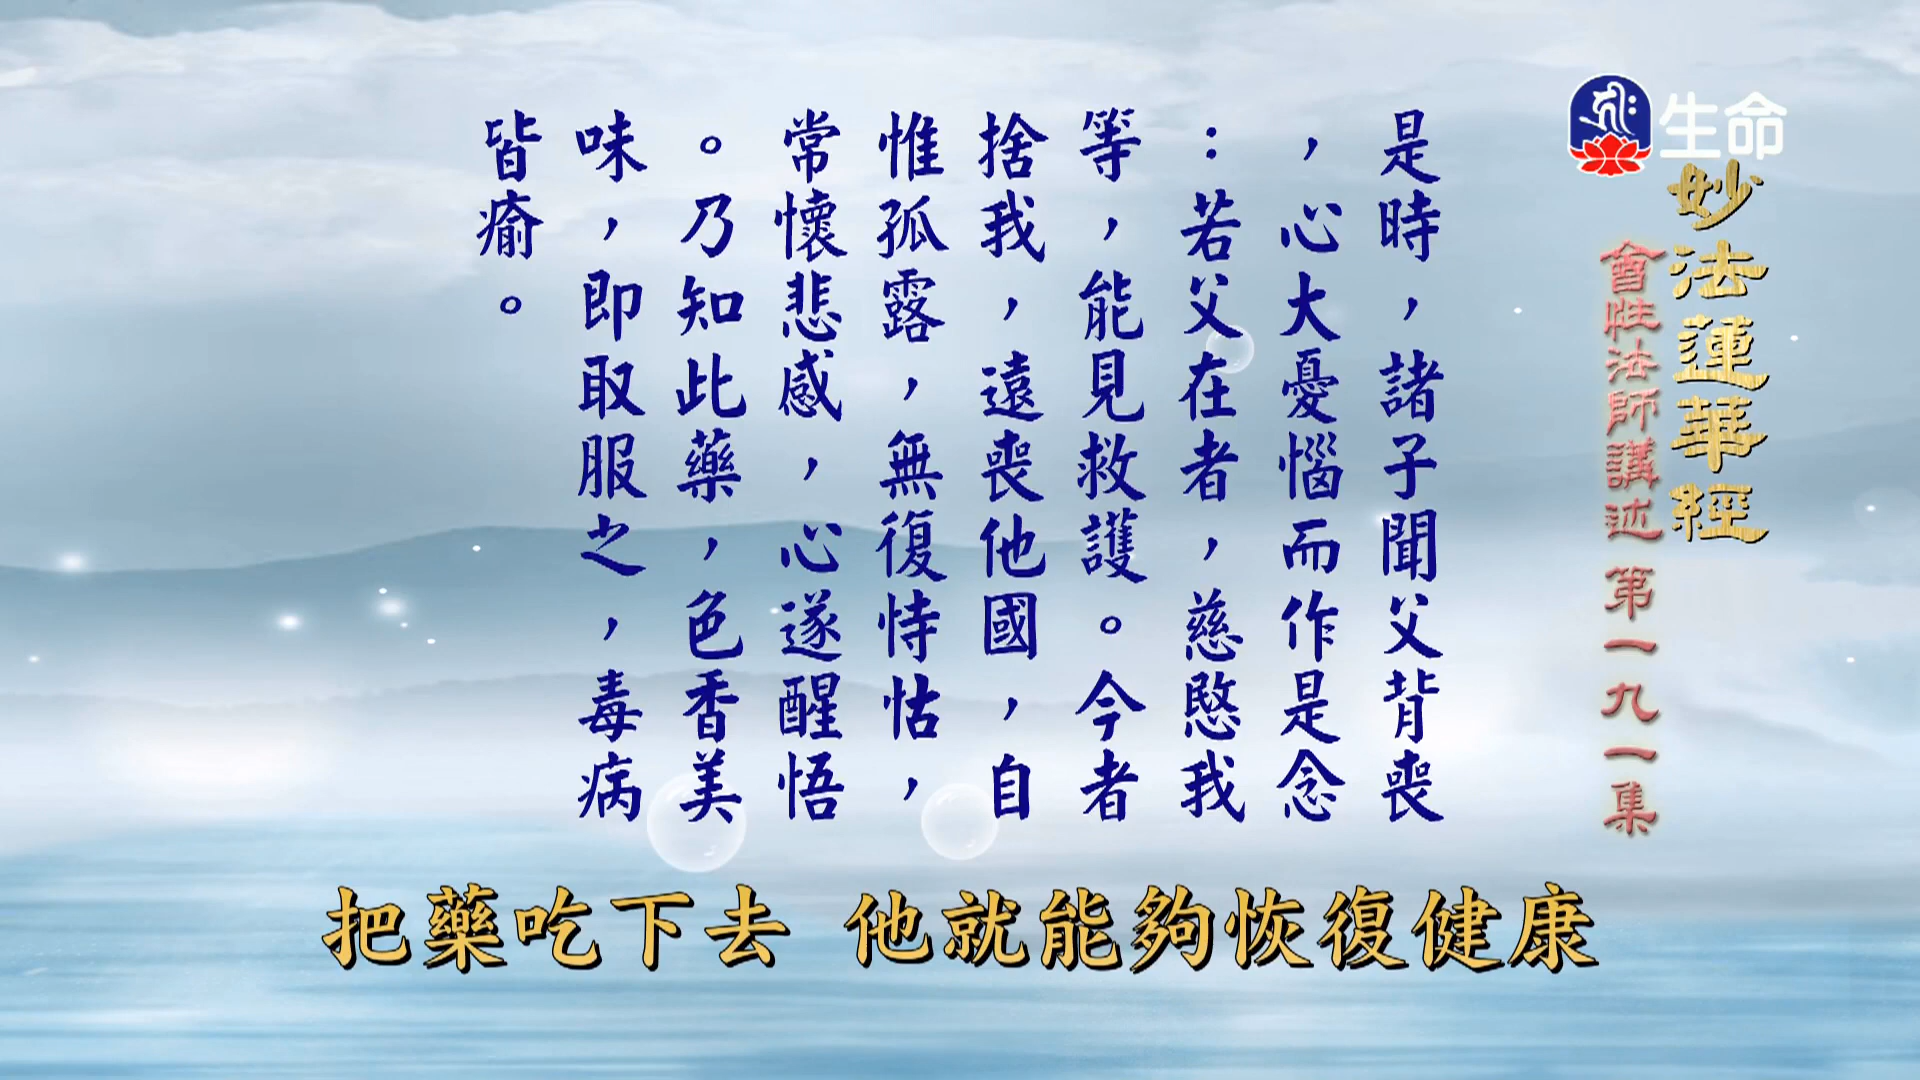 生命
妙法蓮華經
會性法師講述 第一九一集
是時，諸子聞父背喪
，心大憂惱而作是念
：若父在者，慈愍我
等，能見救護。今者
捨我，遠喪他國，自
惟孤露，無復恃怙，
常懷悲感，心遂醒悟
。乃知此藥，色香美
味，即取服之，毒病
皆瘉。
把藥吃下去 他就能夠恢復健康